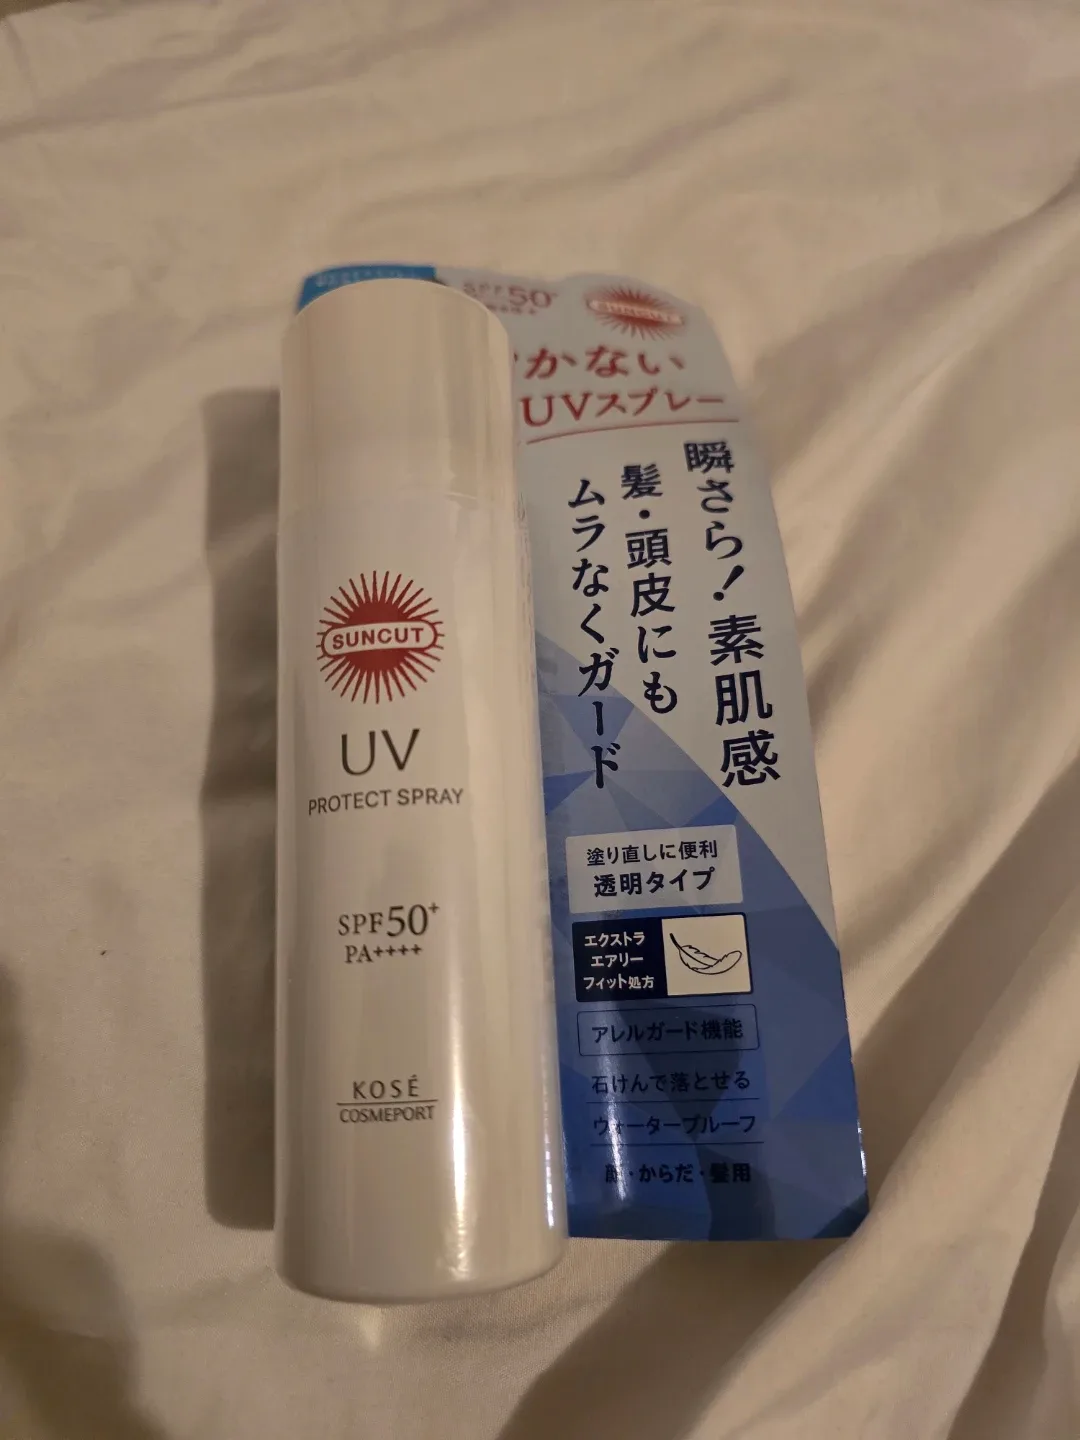 SPF50+
SUNCUT
かない
UVスプレー
瞬さら!素肌感
髪・頭皮にも
ムラなくガード
塗り直しに便利
透明タイプ
エクストラ
エアリー
フィット処方
アレルガード機能
石けんで落とせる
ウォータープルーフ
顔・からだ・髪用
SUNCUT
UV
PROTECT SPRAY
SPF50+
PA++++
KOSÉ
COSMEPORT